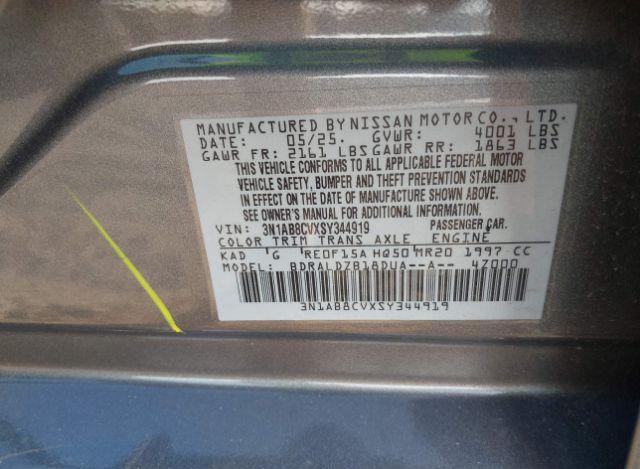 MANUFACTURED BY NISSAN MOTOR CO., LTD.
DATE: 05/25. GVWR: 4001 LBS
GAWR FR: 2161 LBS GAWR RR: 1863 LBS
THIS VEHICLE CONFORMS TO ALL APPLICABLE FEDERAL MOTOR
VEHICLE SAFETY, BUMPER AND THEFT PREVENTION STANDARDS
IN EFFECT ON THE DATE OF MANUFACTURE SHOWN ABOVE.
SEE OWNER'S MANUAL FOR ADDITIONAL INFORMATION.
VIN: 3N1AB8CVXSY344919 PASSENGER CAR.
COLOR TRIM TRANS AXLE ENGINE
KAD G RE0F15A HQ50 MR20 1997 CC
MODEL: BDRALDZB18DUA--A-- 47000
3N1AB8CVXSY344919